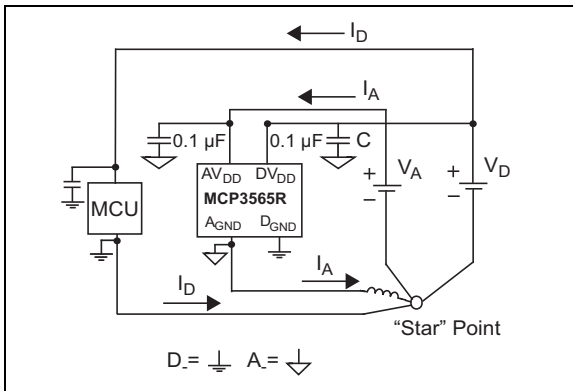 I_D
I_A
0.1 µF
0.1 µF
C
AV_DD DV_DD
MCP3565R
A_GND D_GND
MCU
+
–
V_A
+
–
V_D
I_A
I_D
"Star" Point
D_-= A_-=